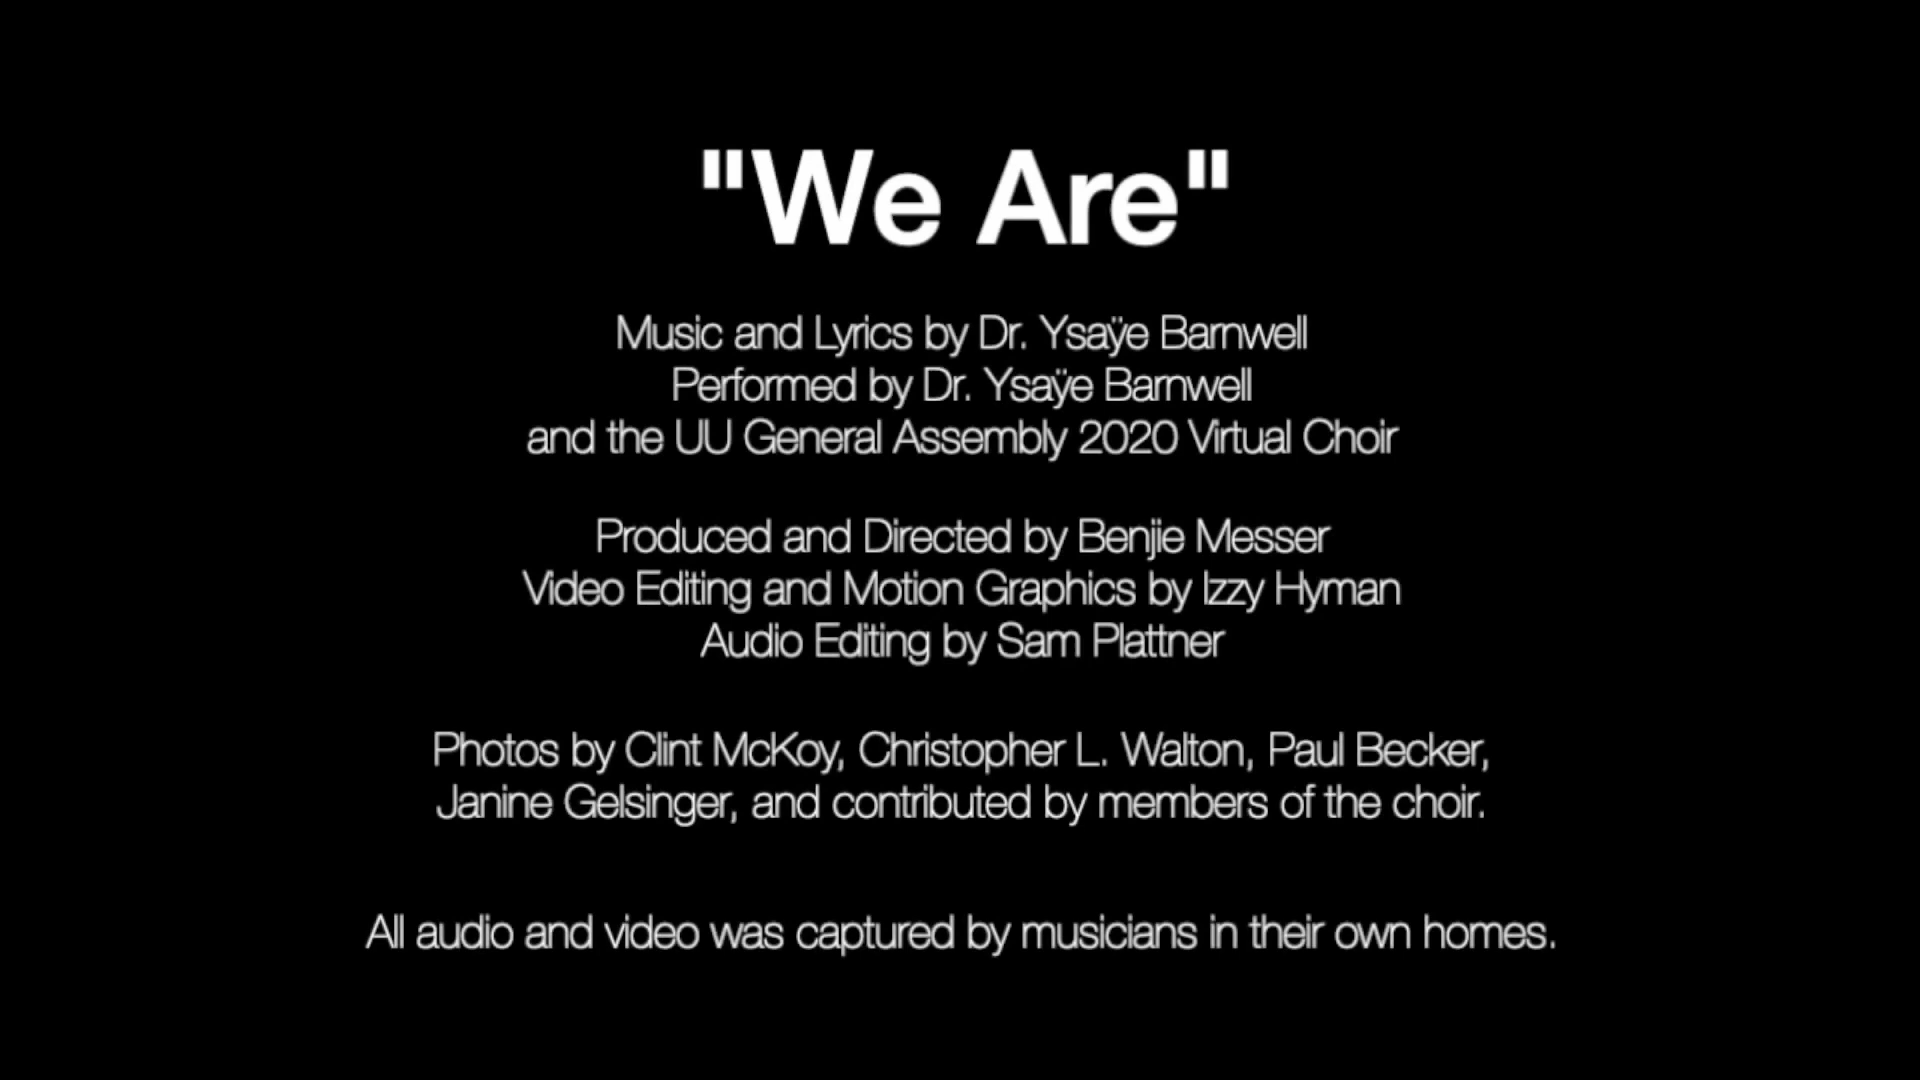 "We Are"
Music and Lyrics by Dr. Ysaÿe Barnwell
Performed by Dr. Ysaÿe Barnwell
and the UU General Assembly 2020 Virtual Choir
Produced and Directed by Benjie Messer
Video Editing and Motion Graphics by Izzy Hyman
Audio Editing by Sam Plattner
Photos by Clint McKoy, Christopher L. Walton, Paul Becker,
Janine Gelsinger, and contributed by members of the choir.
All audio and video was captured by musicians in their own homes.